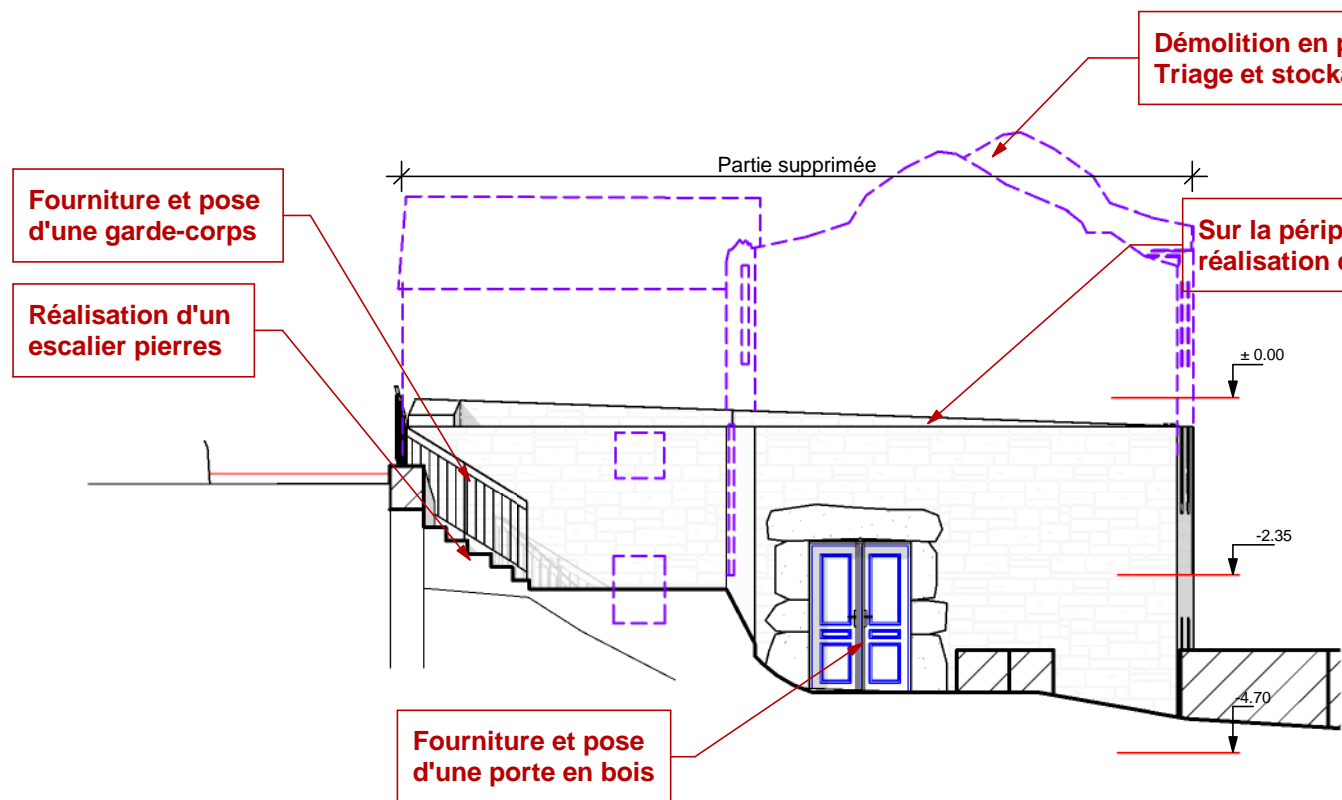 Démolition en p
Triage et stock
Partie supprimée
Fourniture et pose
d'une garde-corps
Sur la périp
réalisation
Réalisation d'un
escalier pierres
± 0.00
-2.35
-4.70
Fourniture et pose
d'une porte en bois